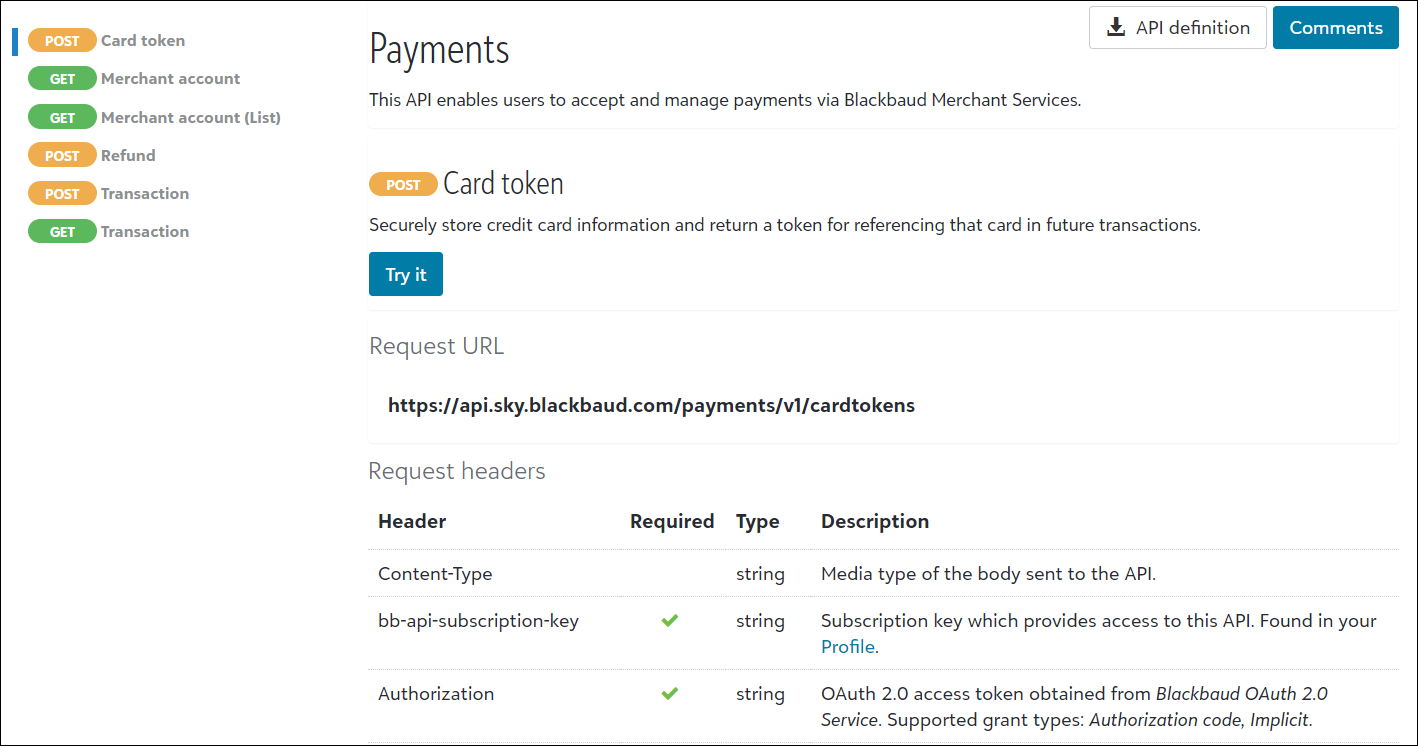 POST Card token
GET Merchant account
GET Merchant account (List)
POST Refund
POST Transaction
GET Transaction
API definition
Comments
Payments
This API enables users to accept and manage payments via Blackbaud Merchant Services.
POST Card token
Securely store credit card information and return a token for referencing that card in future transactions.
Try it
Request URL
https://api.sky.blackbaud.com/payments/v1/cardtokens
Request headers
Header Required Type Description
Content-Type string Media type of the body sent to the API.
bb-api-subscription-key string Subscription key which provides access to this API. Found in your
Profile.
Authorization string OAuth 2.0 access token obtained from Blackbaud OAuth 2.0
Service. Supported grant types: Authorization code, Implicit.